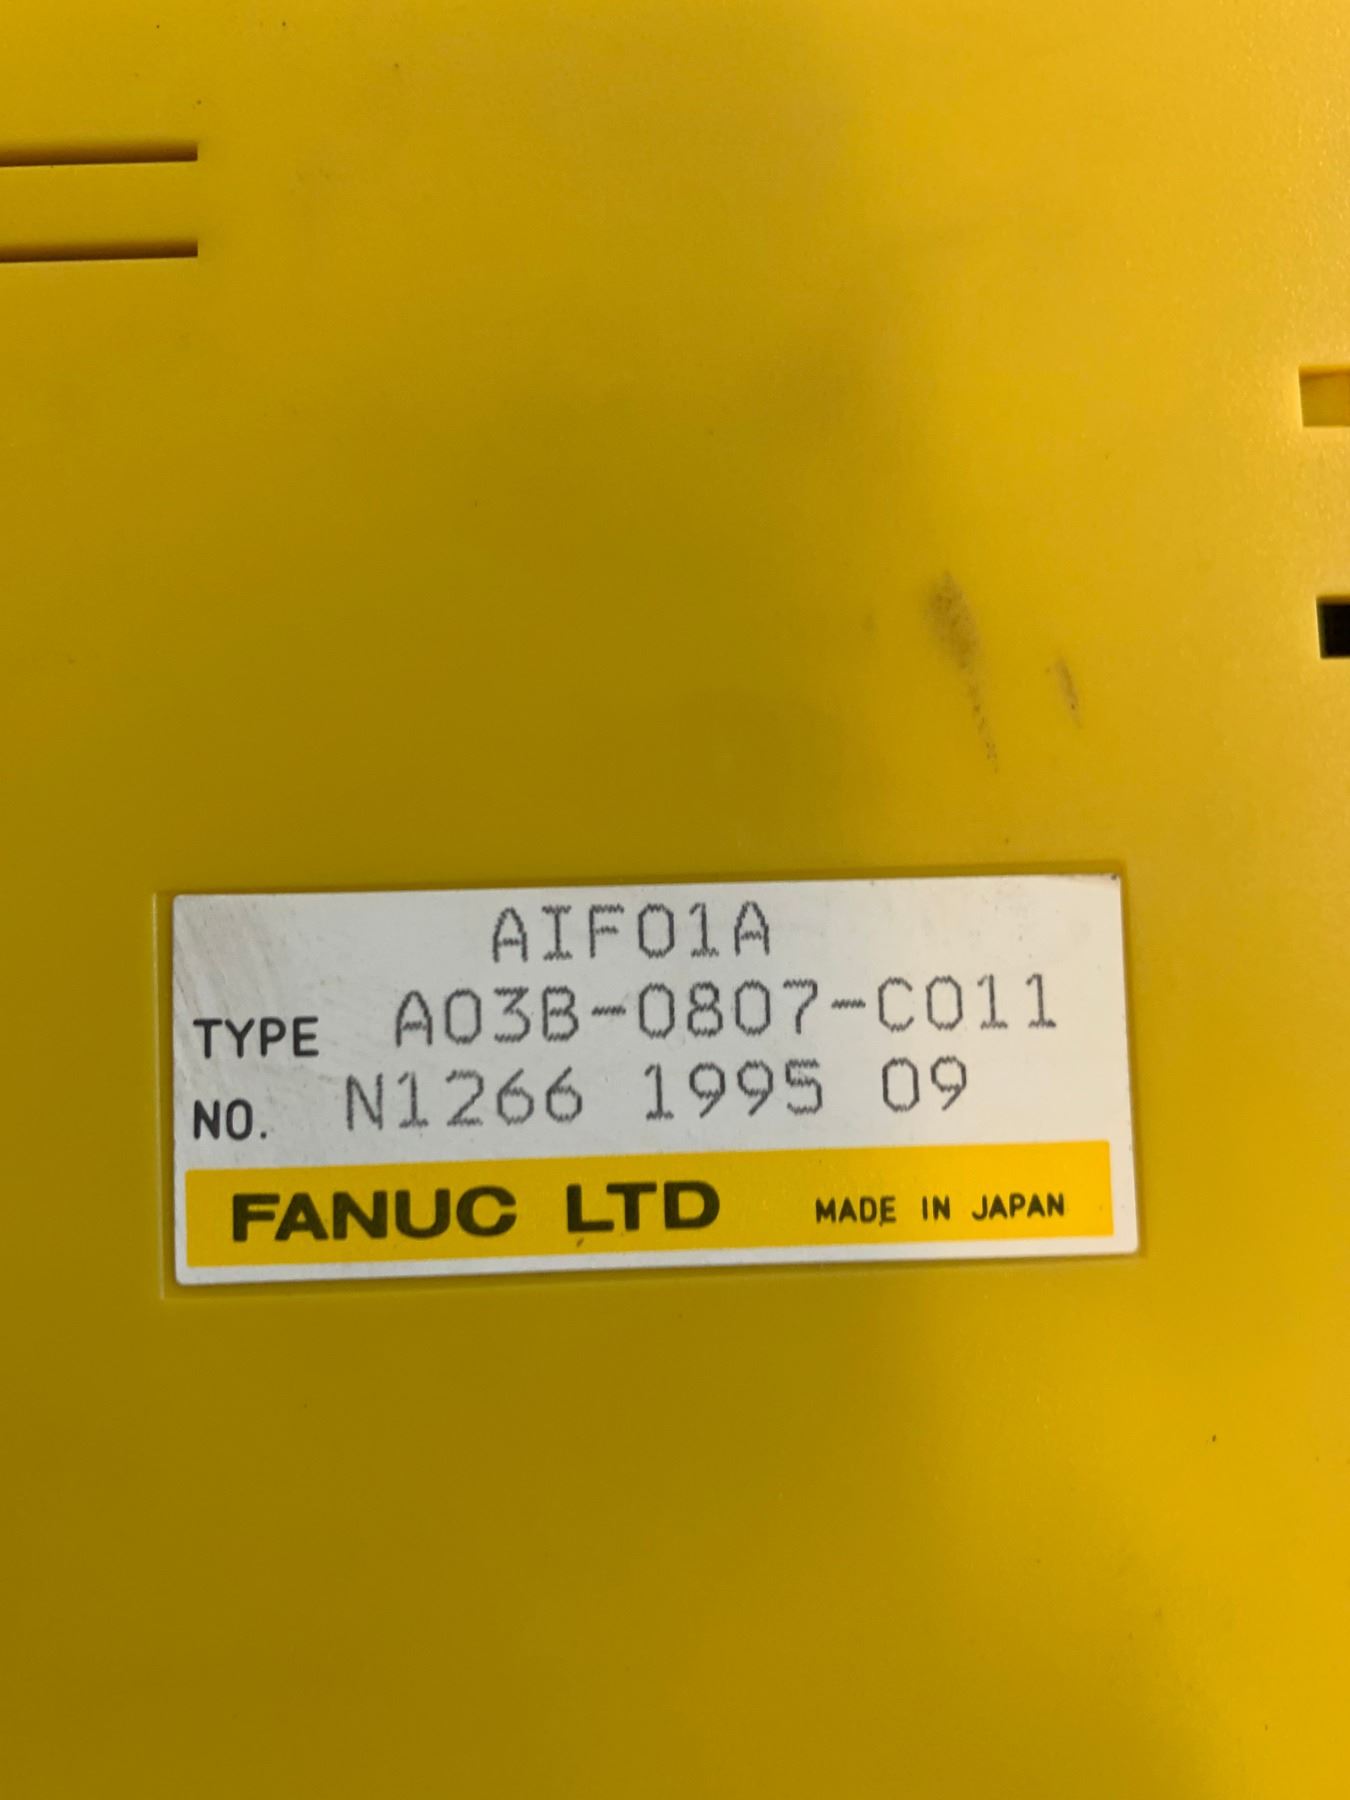 AIF01A
TYPE A03B-0807-C011
NO. N1266 1995 09
FANUC LTD MADE IN JAPAN